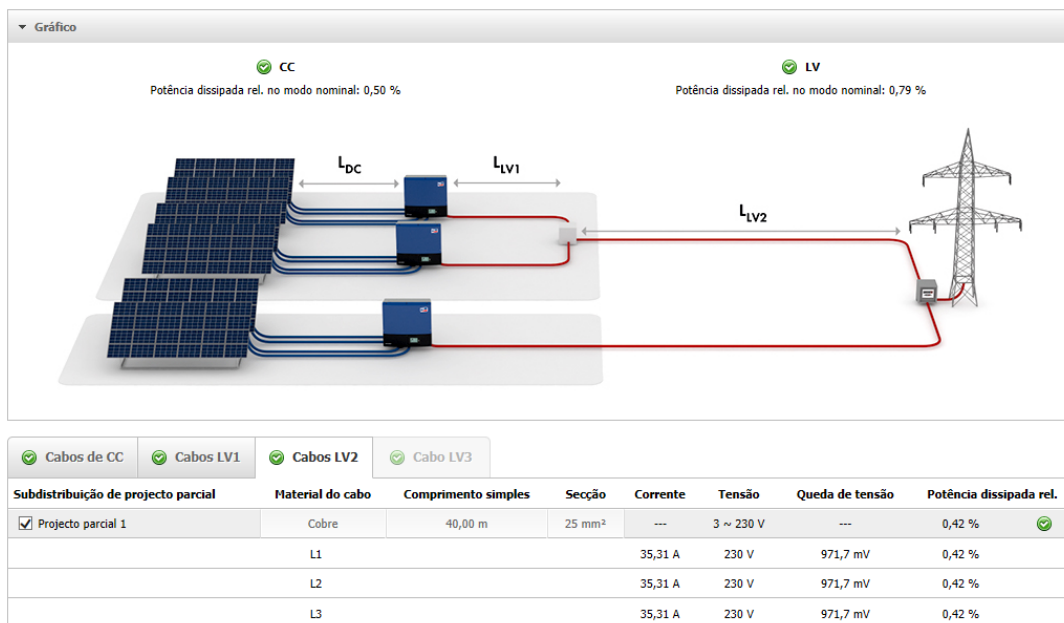 Gráfico
CC LV
Potência dissipada rel. no modo nominal: 0,50 % Potência dissipada rel. no modo nominal: 0,79 %
LDC LLV1
LLV2
Cabos de CC Cabos LV1 Cabos LV2 Cabo LV3
Subdistribuição de projecto parcial Material do cabo Comprimento simples Secção Corrente Tensão Queda de tensão Potência dissipada rel.
Projecto parcial 1 Cobre 40,00 m 25 mm² --- 3 ~ 230 V --- 0,42 %
L1 35,31 A 230 V 971,7 mV 0,42 %
L2 35,31 A 230 V 971,7 mV 0,42 %
L3 35,31 A 230 V 971,7 mV 0,42 %